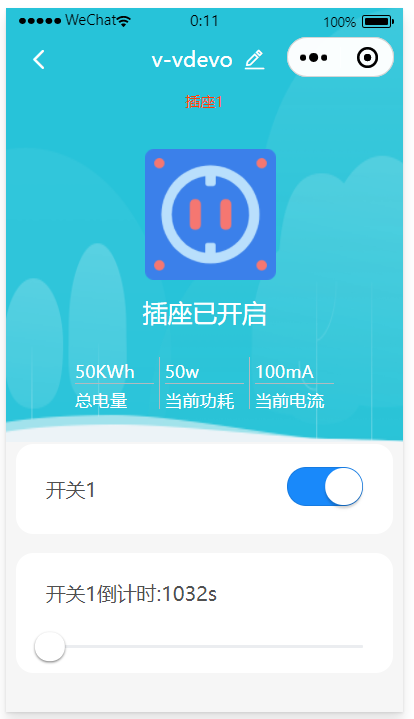 WeChat 0:11 100%
v-vdevo
插座1
插座已开启
50KWh 50w 100mA
总电量 当前功耗 当前电流
开关1
开关1倒计时:1032s